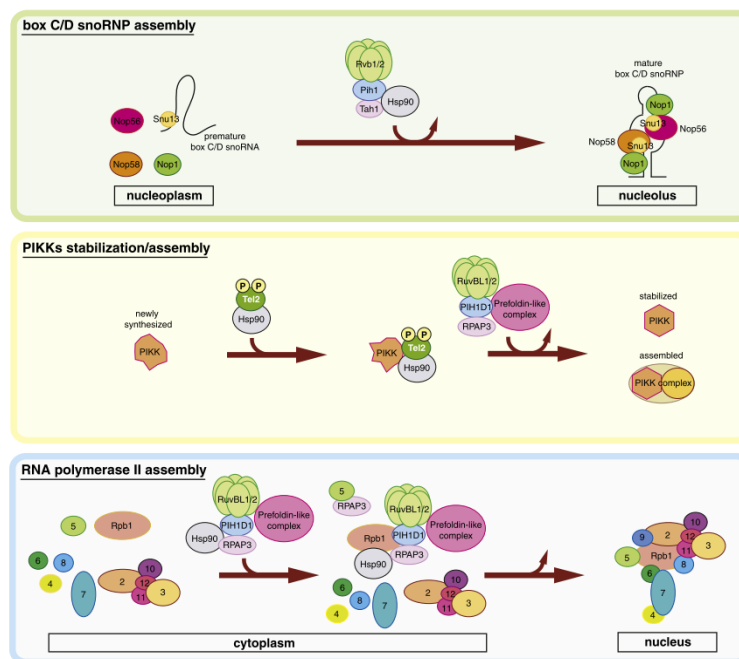 box C/D snoRNP assembly
Rvb1/2
Pih1
Hsp90
Tah1
Nop56
Snu13
premature
box C/D snoRNA
Nop58
Nop1
nucleoplasm
mature
box C/D snoRNP
Nop1
Snu13
Nop56
Nop58
Snu13
Nop1
nucleolus
PIKKs stabilization/assembly
newly
synthesized
PIKK
P P
Tel2
Hsp90
P P
PIKK
Tel2
Hsp90
RuvBL1/2
PIH1D1
Prefoldin-like
complex
RPAP3
stabilized
PIKK
assembled
PIKK complex
RNA polymerase II assembly
5
Rpb1
6
8
4
7
2
10
12
11
3
RuvBL1/2
PIH1D1
Prefoldin-like
complex
Hsp90
RPAP3
5
RPAP3
RuvBL1/2
Rpb1
PIH1D1
Prefoldin-like
complex
RPAP3
Hsp90
6
8
4
7
2
10
12
11
3
cytoplasm
10
9
2
12
3
5
Rpb1
11
6
8
7
4
nucleus